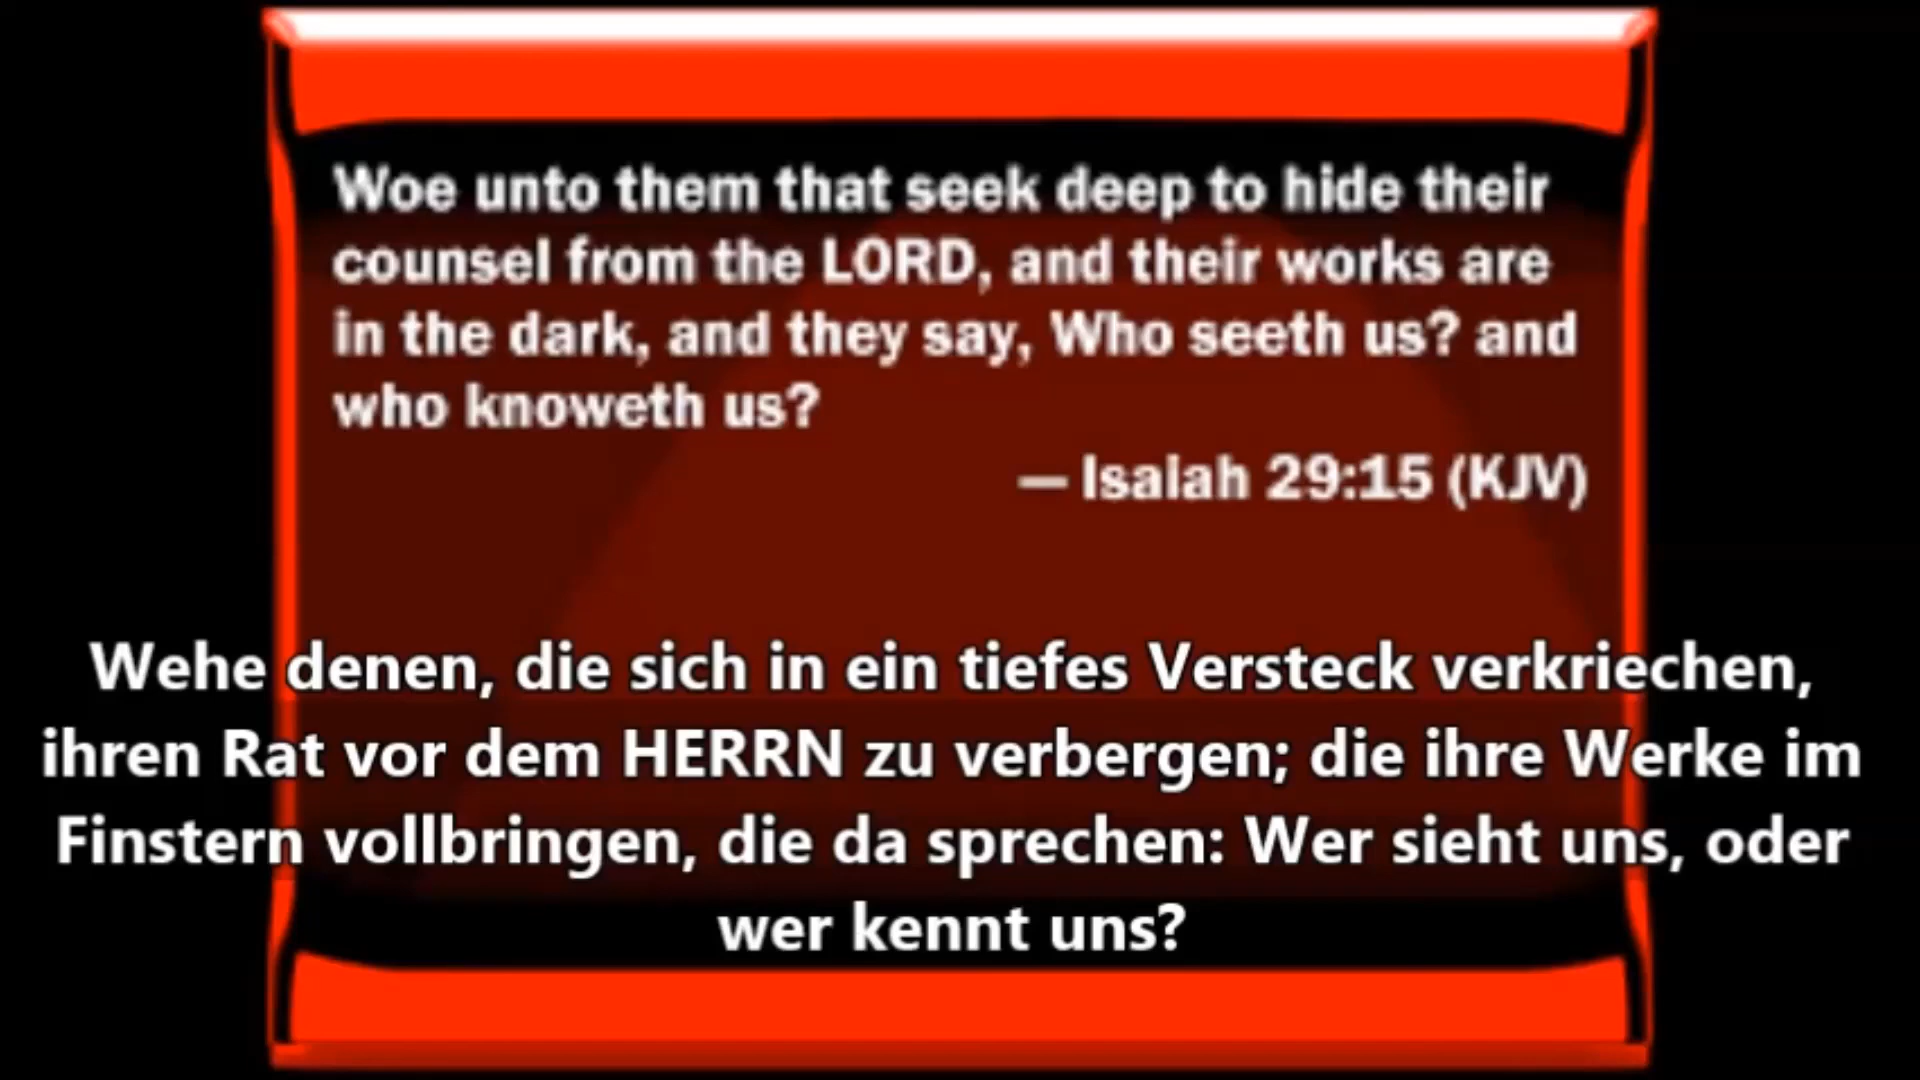 Woe unto them that seek deep to hide their
counsel from the LORD, and their works are
in the dark, and they say, Who seeth us? and
who knoweth us?
— Isaiah 29:15 (KJV)
Wehe denen, die sich in ein tiefes Versteck verkriechen,
ihren Rat vor dem HERRN zu verbergen; die ihre Werke im
Finstern vollbringen, die da sprechen: Wer sieht uns, oder
wer kennt uns?